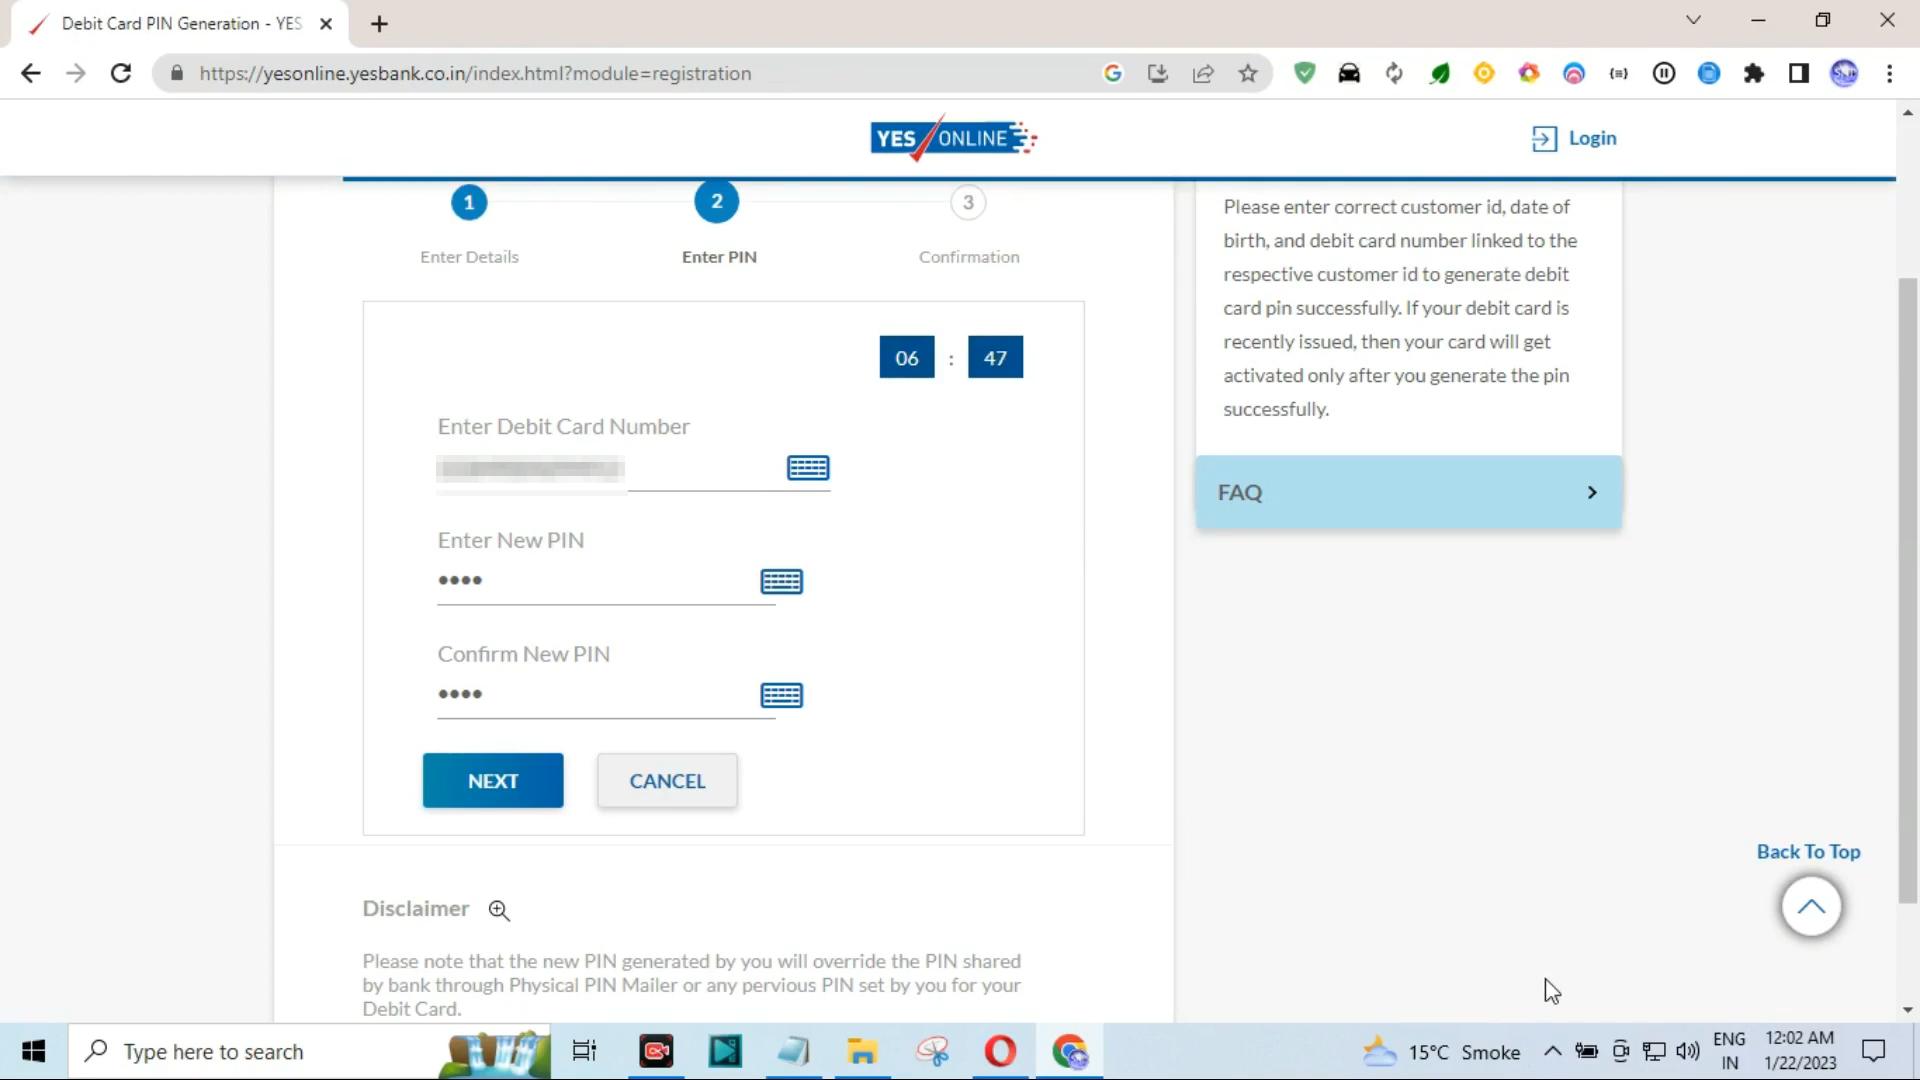 Debit Card PIN Generation - YES
https://yesonline.yesbank.co.in/index.html?module=registration
YES ONLINE
Login
1
2
3
Enter Details
Enter PIN
Confirmation
06 : 47
Enter Debit Card Number
Enter New PIN
••••
Confirm New PIN
••••
NEXT
CANCEL
Disclaimer
Please note that the new PIN generated by you will override the PIN shared
by bank through Physical PIN Mailer or any pervious PIN set by you for your
Debit Card.
Please enter correct customer id, date of
birth, and debit card number linked to the
respective customer id to generate debit
card pin successfully. If your debit card is
recently issued, then your card will get
activated only after you generate the pin
successfully.
FAQ
Back To Top
Type here to search
15°C Smoke
ENG
IN
12:02 AM
1/22/2023